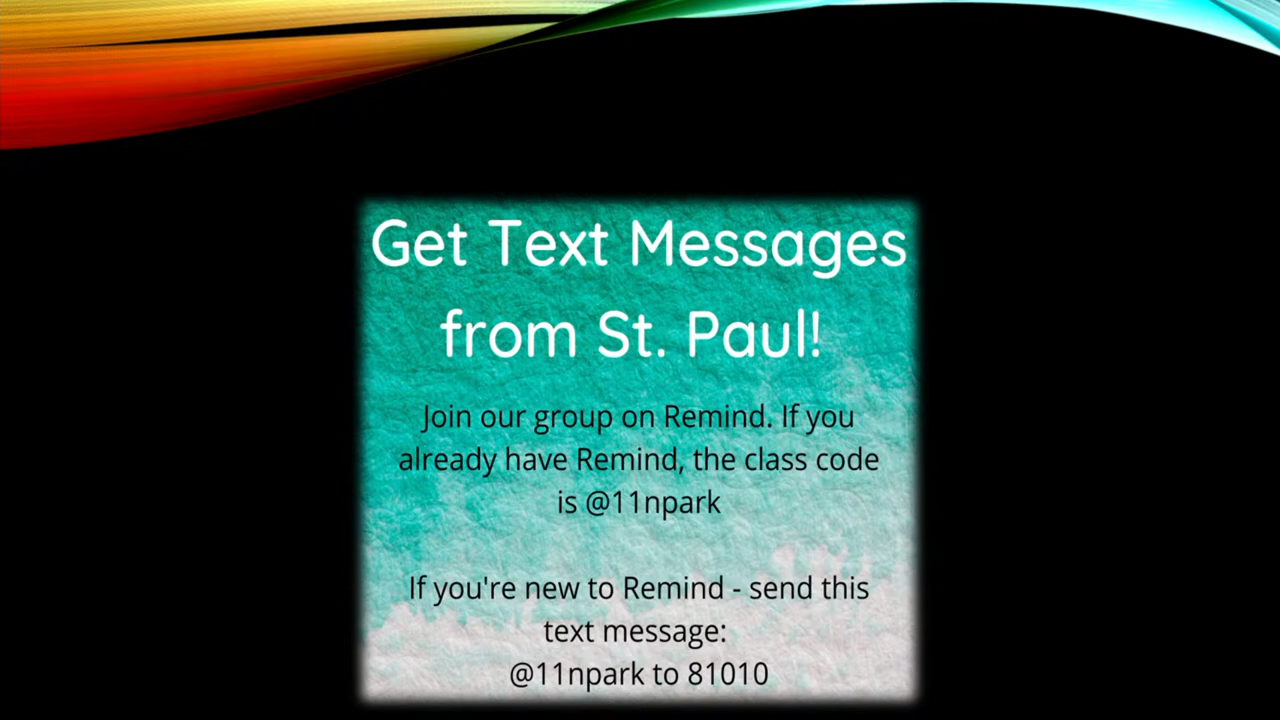 Get Text Messages
from St. Paul!
Join our group on Remind. If you
already have Remind, the class code
is @11npark
If you're new to Remind - send this
text message:
@11npark to 81010